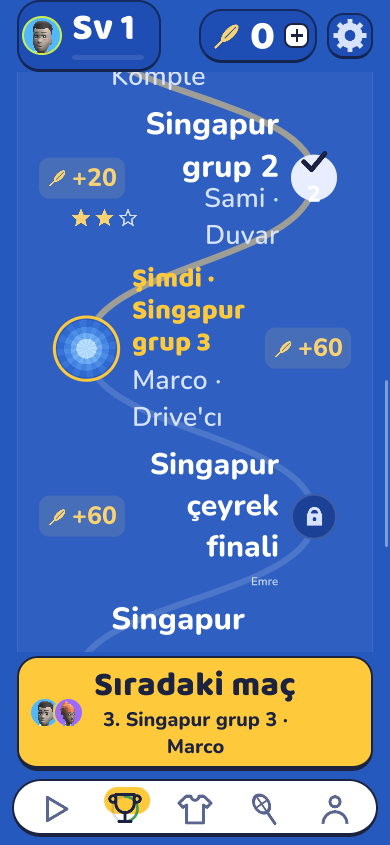 Sv 1
0
Komple
Singapur
grup 2
+20
2
Sami ·
Duvar
Şimdi ·
Singapur
grup 3
+60
Marco ·
Drive'cı
Singapur
çeyrek
finali
+60
Emre
Singapur
Sıradaki maç
3. Singapur grup 3 ·
Marco